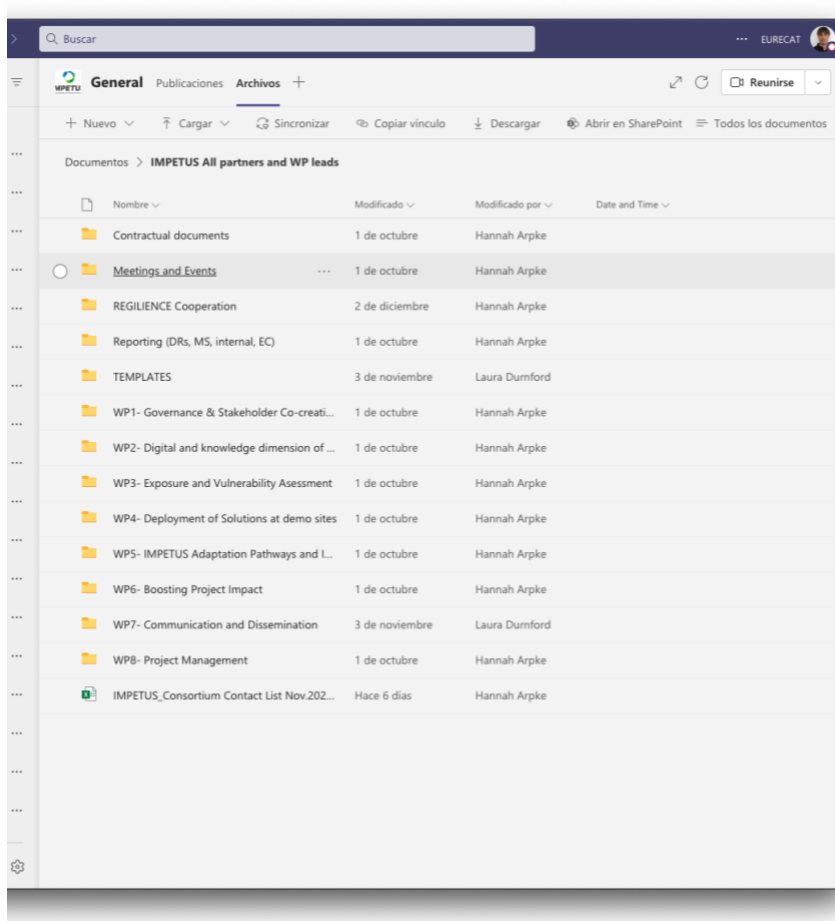 Buscar
... EURECAT
MPETU General Publicaciones Archivos +
Reunirse
+ Nuevo Cargar Sincronizar Copiar vínculo Descargar Abrir en SharePoint Todos los documentos
Documentos > IMPETUS All partners and WP leads
Nombre Modificado Modificado por Date and Time
Contractual documents 1 de octubre Hannah Arpke
Meetings and Events ... 1 de octubre Hannah Arpke
REGILIENCE Cooperation 2 de diciembre Hannah Arpke
Reporting (DRs, MS, internal, EC) 1 de octubre Hannah Arpke
TEMPLATES 3 de noviembre Laura Durnford
WP1- Governance & Stakeholder Co-creati... 1 de octubre Hannah Arpke
WP2- Digital and knowledge dimension of ... 1 de octubre Hannah Arpke
WP3- Exposure and Vulnerability Asessment 1 de octubre Hannah Arpke
WP4- Deployment of Solutions at demo sites 1 de octubre Hannah Arpke
WP5- IMPETUS Adaptation Pathways and I... 1 de octubre Hannah Arpke
WP6- Boosting Project Impact 1 de octubre Hannah Arpke
WP7- Communication and Dissemination 3 de noviembre Laura Durnford
WP8- Project Management 1 de octubre Hannah Arpke
IMPETUS_Consortium Contact List Nov.202... Hace 6 días Hannah Arpke